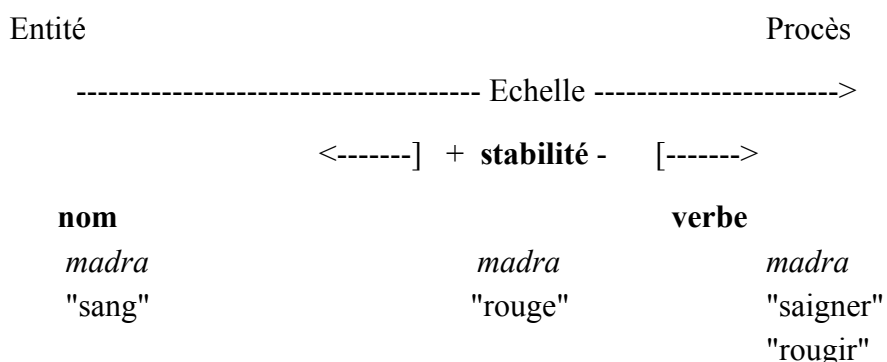 Entité Procès
------------------------------------- Echelle ----------------------->
<-------] + stabilité - [------->
nom verbe
madra madra madra
"sang" "rouge" "saigner"
"rougir"